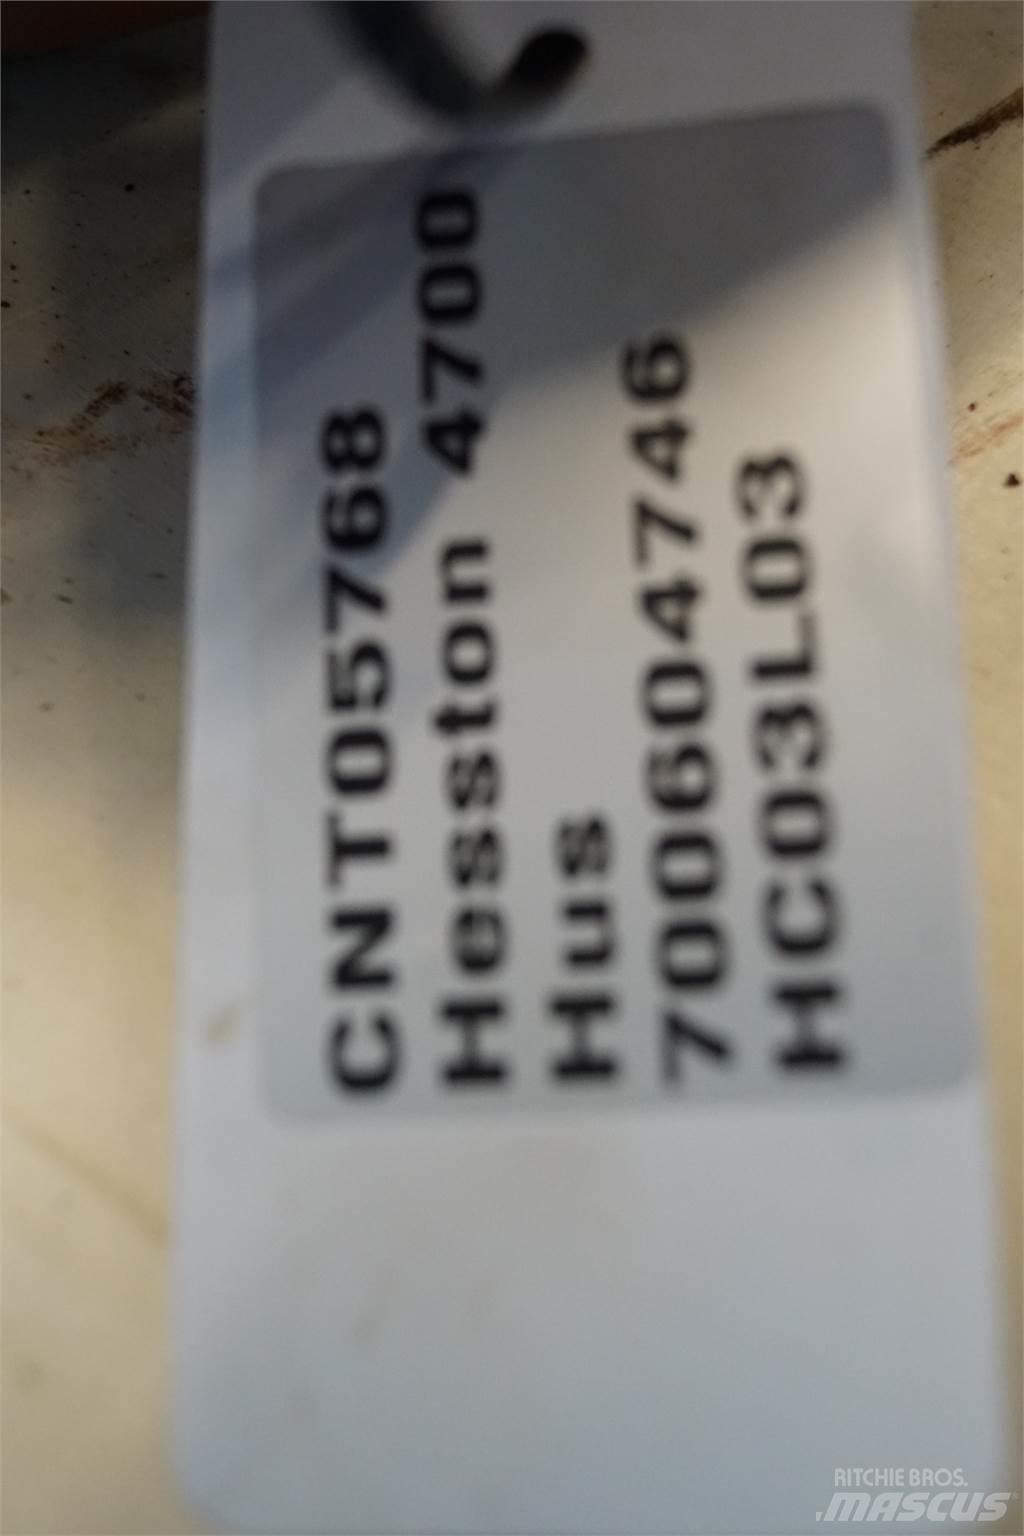 CNT05768
Hesston 4700
Hus
700604746
HC03L03
RITCHIE BROS.
MASCUS